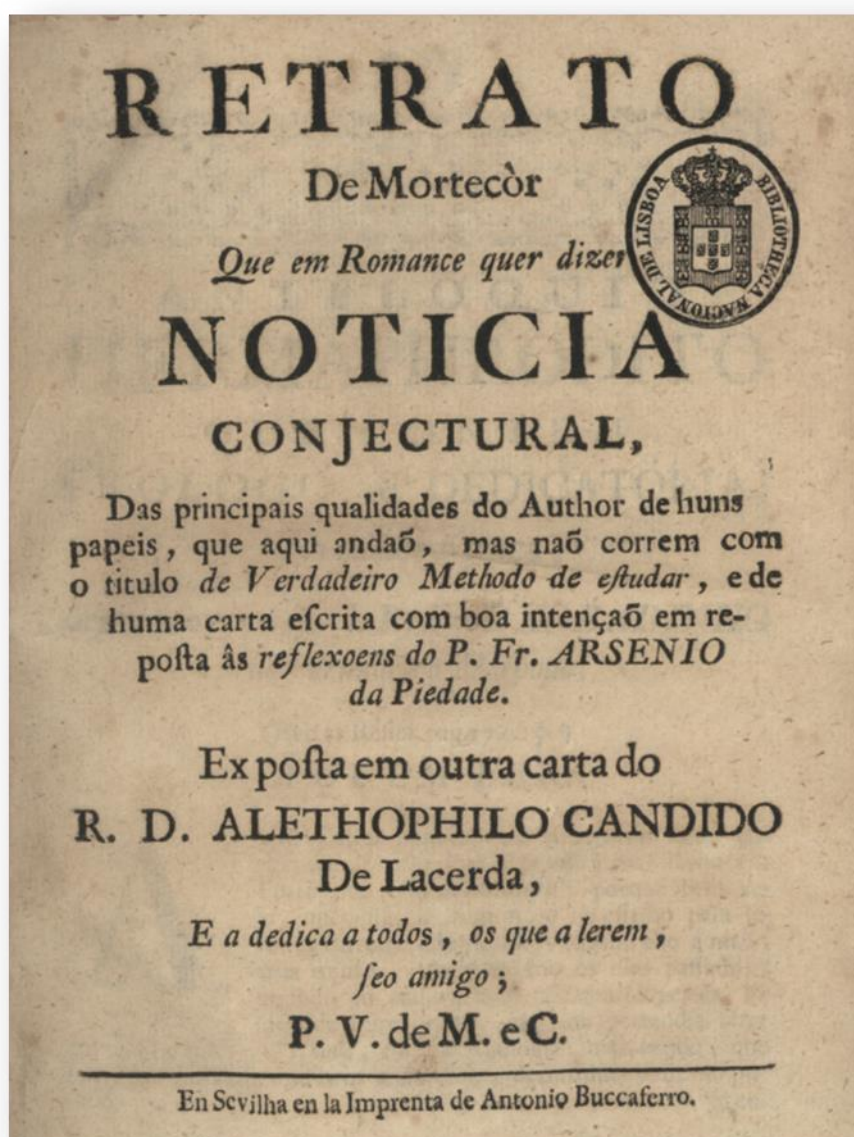 RETRATO
De Mortecòr
Que em Romance quer dizer
NOTICIA
CONJECTURAL,
Das principais qualidades do Author de huns
papeis, que aqui andaõ, mas naõ correm com
o titulo de Verdadeiro Methodo de eſtudar, e de
huma carta eſcrita com boa intençaõ em re-
poſta âs reflexoens do P. Fr. ARSENIO
da Piedade.
Expoſta em outra carta do
R. D. ALETHOPHILO CANDIDO
De Lacerda,
E a dedica a todos, os que a lerem,
ſeo amigo;
P. V. de M. e C.
En Sevilha en la Imprenta de Antonio Buccaferro.
BIBLIOTHECA NACIONAL DE LISBOA